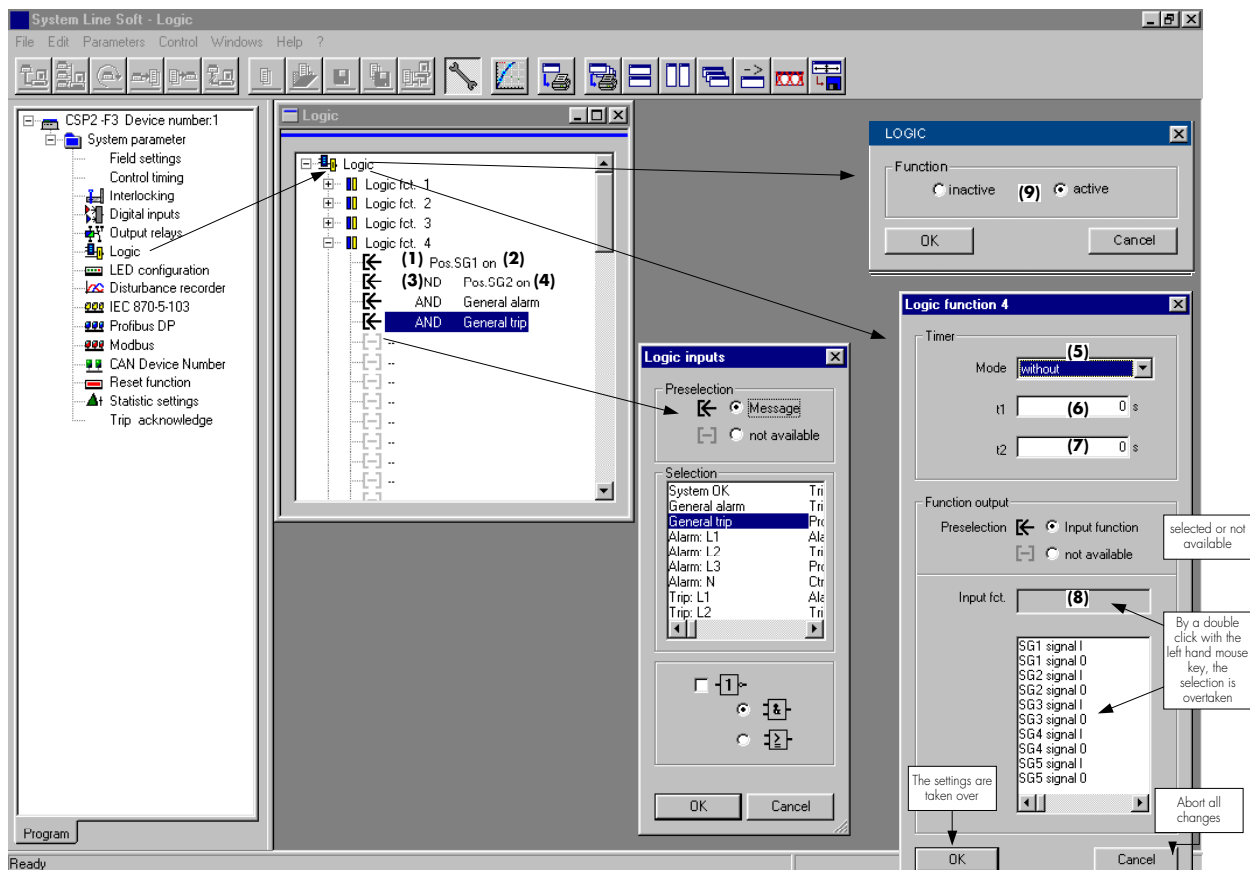 System Line Soft - Logic
File Edit Parameters Control Windows Help ?
CSP2 -F3 Device number:1
System parameter
Field settings
Control timing
Interlocking
Digital inputs
Output relays
Logic
LED configuration
Disturbance recorder
IEC 870-5-103
Profibus DP
Modbus
CAN Device Number
Reset function
Statistic settings
Trip acknowledge
Program
Ready
Logic
Logic
Logic fct. 1
Logic fct. 2
Logic fct. 3
Logic fct. 4
(1) Pos.SG1 on (2)
(3) ND Pos.SG2 on (4)
AND General alarm
AND General trip
--
--
--
--
--
--
--
--
Logic inputs
Preselection
Message
not available
Selection
System OK Tri
General alarm Tri
General trip Pro
Alarm: L1 Ala
Alarm: L2 Tri
Alarm: L3 Pro
Alarm: N Ctr
Trip: L1 Ala
Trip: L2 Tri
1
&
≥
OK Cancel
LOGIC
Function
inactive (9) active
OK Cancel
Logic function 4
Timer
(5)
Mode without
t1 (6) 0 s
t2 (7) 0 s
Function output
Preselection Input function
not available
Input fct. (8)
SG1 signal I
SG1 signal 0
SG2 signal I
SG2 signal 0
SG3 signal I
SG3 signal 0
SG4 signal I
SG4 signal 0
SG5 signal I
SG5 signal 0
OK Cancel
selected or not
available
By a double
click with the
left hand mouse
key, the
selection is
overtaken
The settings are
taken over
Abort all
changes